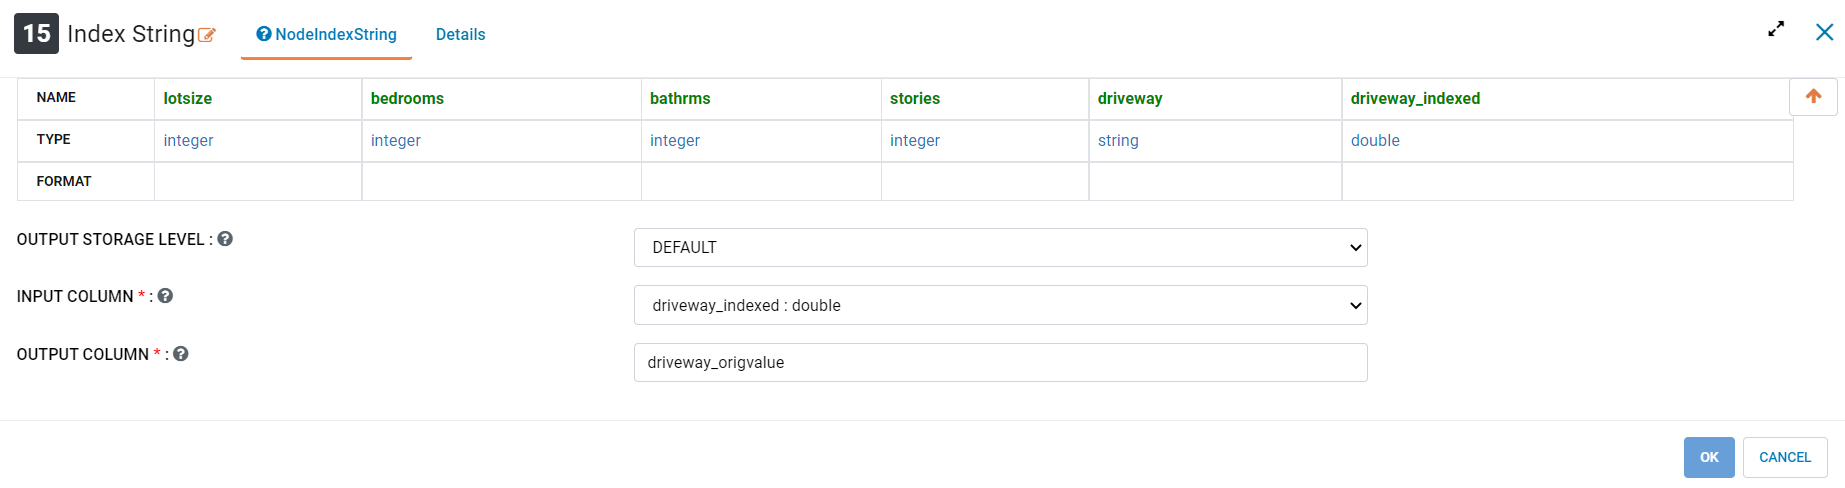 15 Index String NodeIndexString Details
NAME lotsize bedrooms bathrms stories driveway driveway_indexed
TYPE integer integer integer integer string double
FORMAT
OUTPUT STORAGE LEVEL : DEFAULT
INPUT COLUMN * : driveway_indexed : double
OUTPUT COLUMN * : driveway_origvalue
OK CANCEL